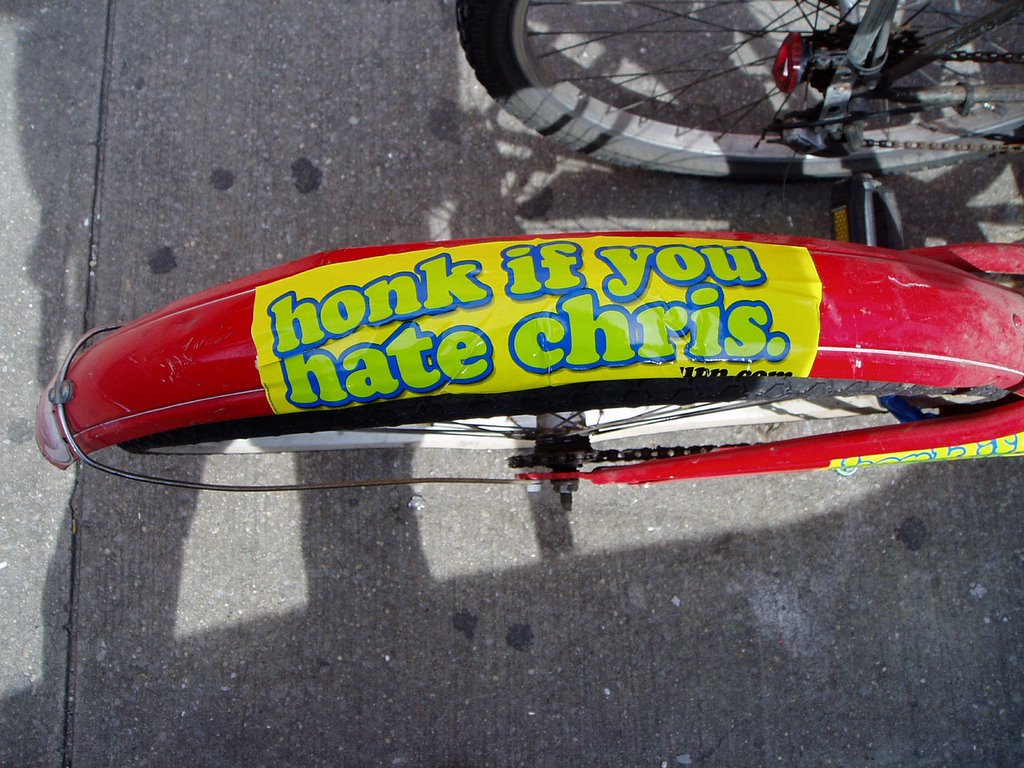 honk if you
hate chris.